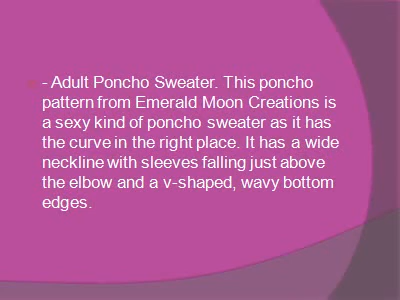 - Adult Poncho Sweater. This poncho
pattern from Emerald Moon Creations is
a sexy kind of poncho sweater as it has
the curve in the right place. It has a wide
neckline with sleeves falling just above
the elbow and a v-shaped, wavy bottom
edges.